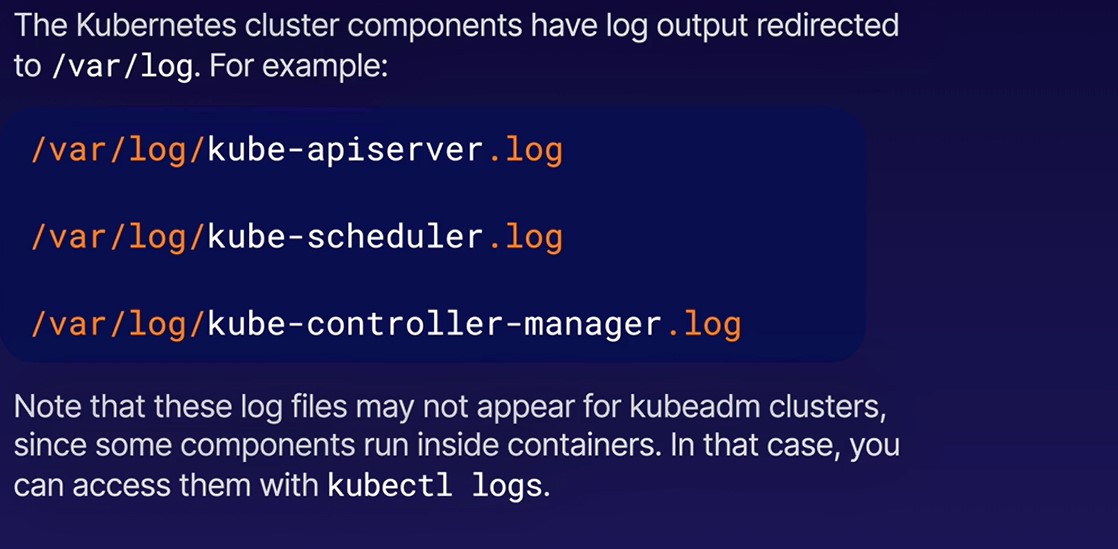 The Kubernetes cluster components have log output redirected
to /var/log. For example:
/var/log/kube-apiserver.log
/var/log/kube-scheduler.log
/var/log/kube-controller-manager.log
Note that these log files may not appear for kubeadm clusters,
since some components run inside containers. In that case, you
can access them with kubectl logs.